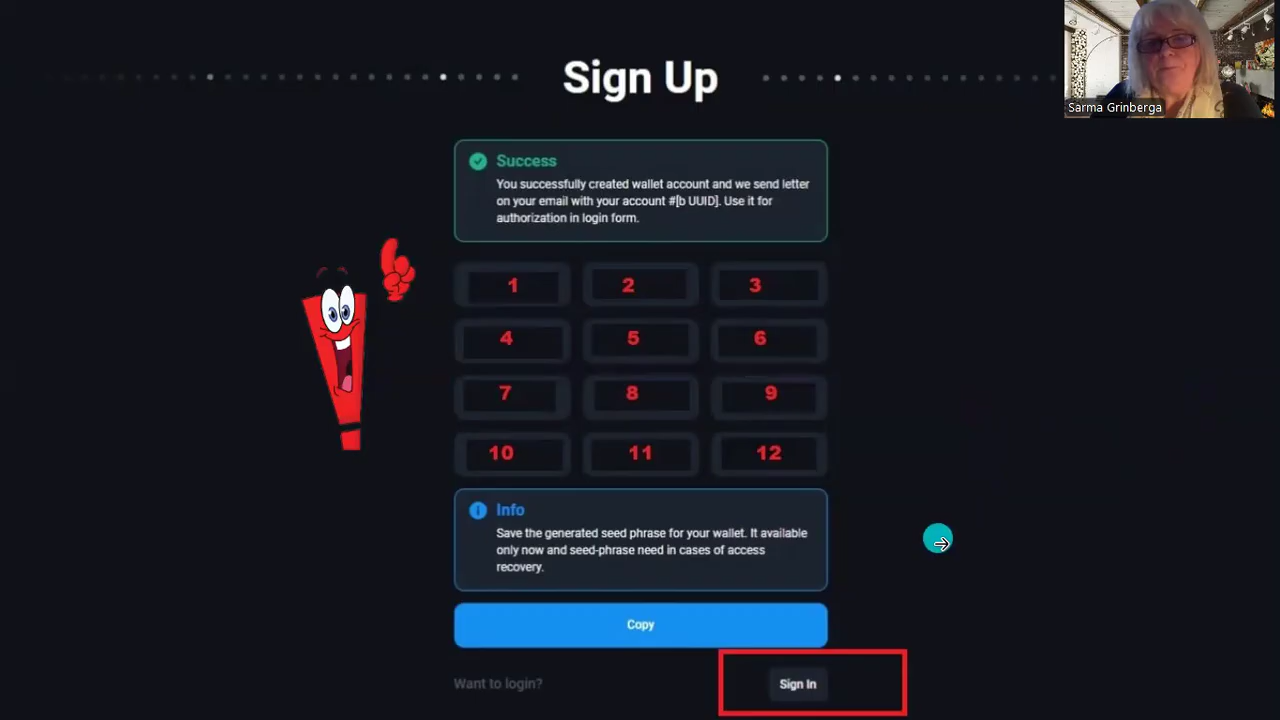 Sign Up
Sarma Grinberga
Success
You successfully created wallet account and we send letter
on your email with your account #[b UUID]. Use it for
authorization in login form.
1 2 3
4 5 6
7 8 9
10 11 12
Info
Save the generated seed phrase for your wallet. It available
only now and seed-phrase need in cases of access
recovery.
Copy
Want to login? Sign In